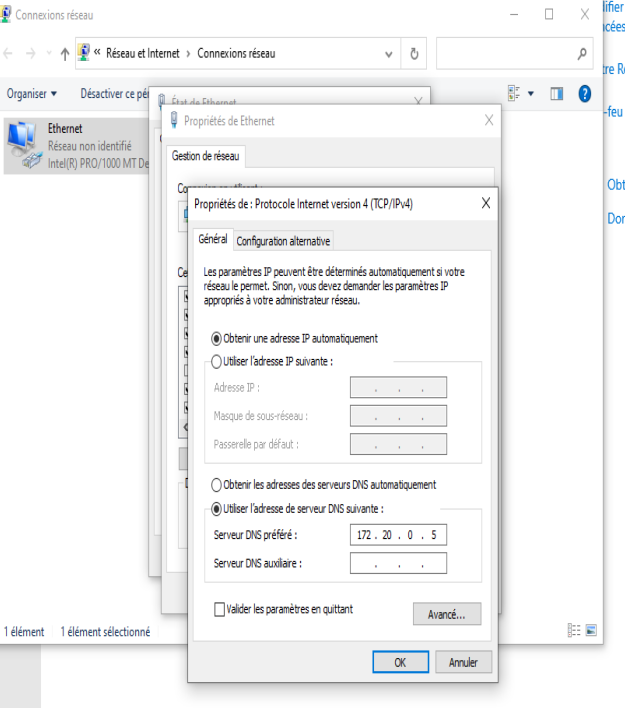 Connexions réseau
« Réseau et Internet › Connexions réseau
Organiser
Désactiver ce pé
Ethernet
Réseau non identifié
Intel(R) PRO/1000 MT De
État de Ethernet
Propriétés de Ethernet
Gestion de réseau
Propriétés de : Protocole Internet version 4 (TCP/IPv4)
Général
Configuration alternative
Les paramètres IP peuvent être déterminés automatiquement si votre
réseau le permet. Sinon, vous devez demander les paramètres IP
appropriés à votre administrateur réseau.
Obtenir une adresse IP automatiquement
Utiliser l'adresse IP suivante :
Adresse IP :
Masque de sous-réseau :
Passerelle par défaut :
Obtenir les adresses des serveurs DNS automatiquement
Utiliser l'adresse de serveur DNS suivante :
Serveur DNS préféré : 172 . 20 . 0 . 5
Serveur DNS auxiliaire :
Valider les paramètres en quittant
Avancé...
OK
Annuler
1 élément
1 élément sélectionné